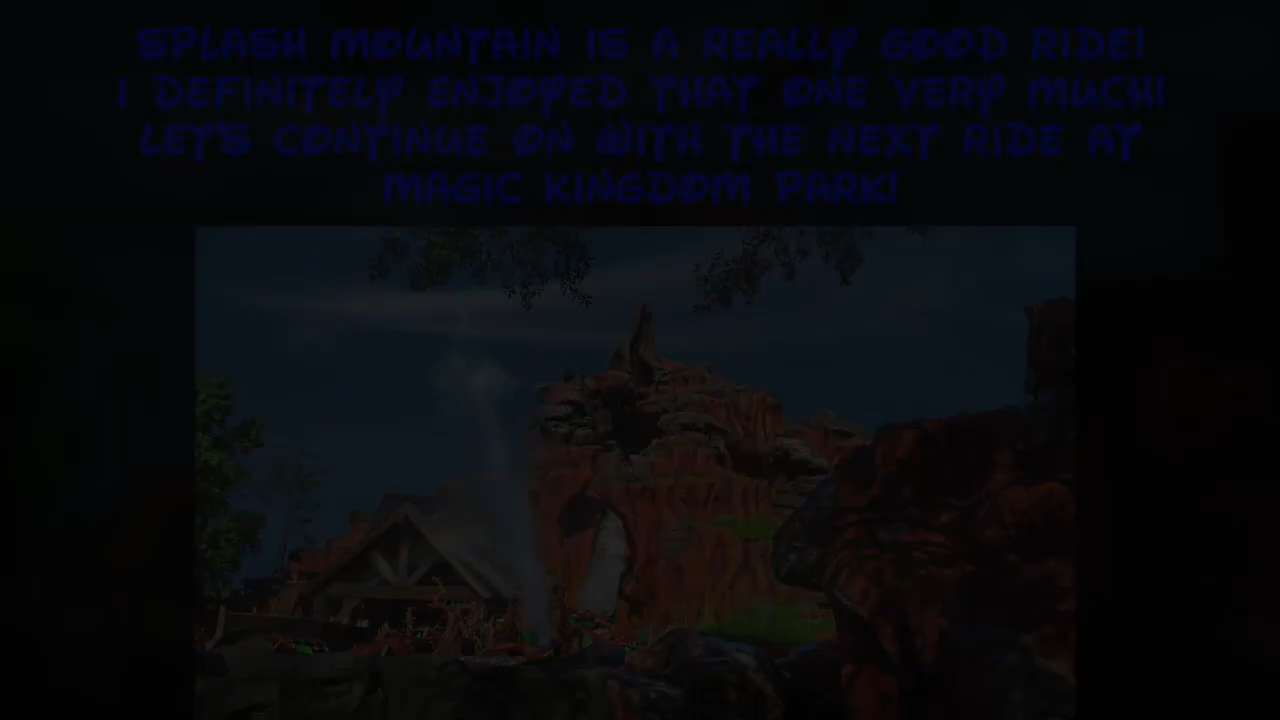 SPLASH MOUNTAIN IS A REALLY GOOD RIDE!
I DEFINITELY ENJOYED THAT ONE VERY MUCH!
LET'S CONTINUE ON WITH THE NEXT RIDE AT
MAGIC KINGDOM PARK!